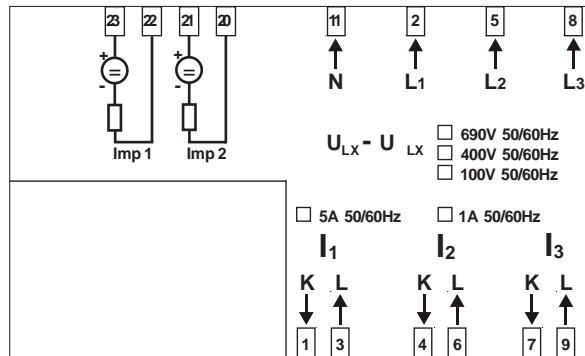 23 22 21 20 11 2 5 8
+ +
= =
- -
N L1 L2 L3
Imp 1 Imp 2
ULX - U LX
690V 50/60Hz
400V 50/60Hz
100V 50/60Hz
5A 50/60Hz 1A 50/60Hz
I1 I2 I3
K L K L K L
1 3 4 6 7 9